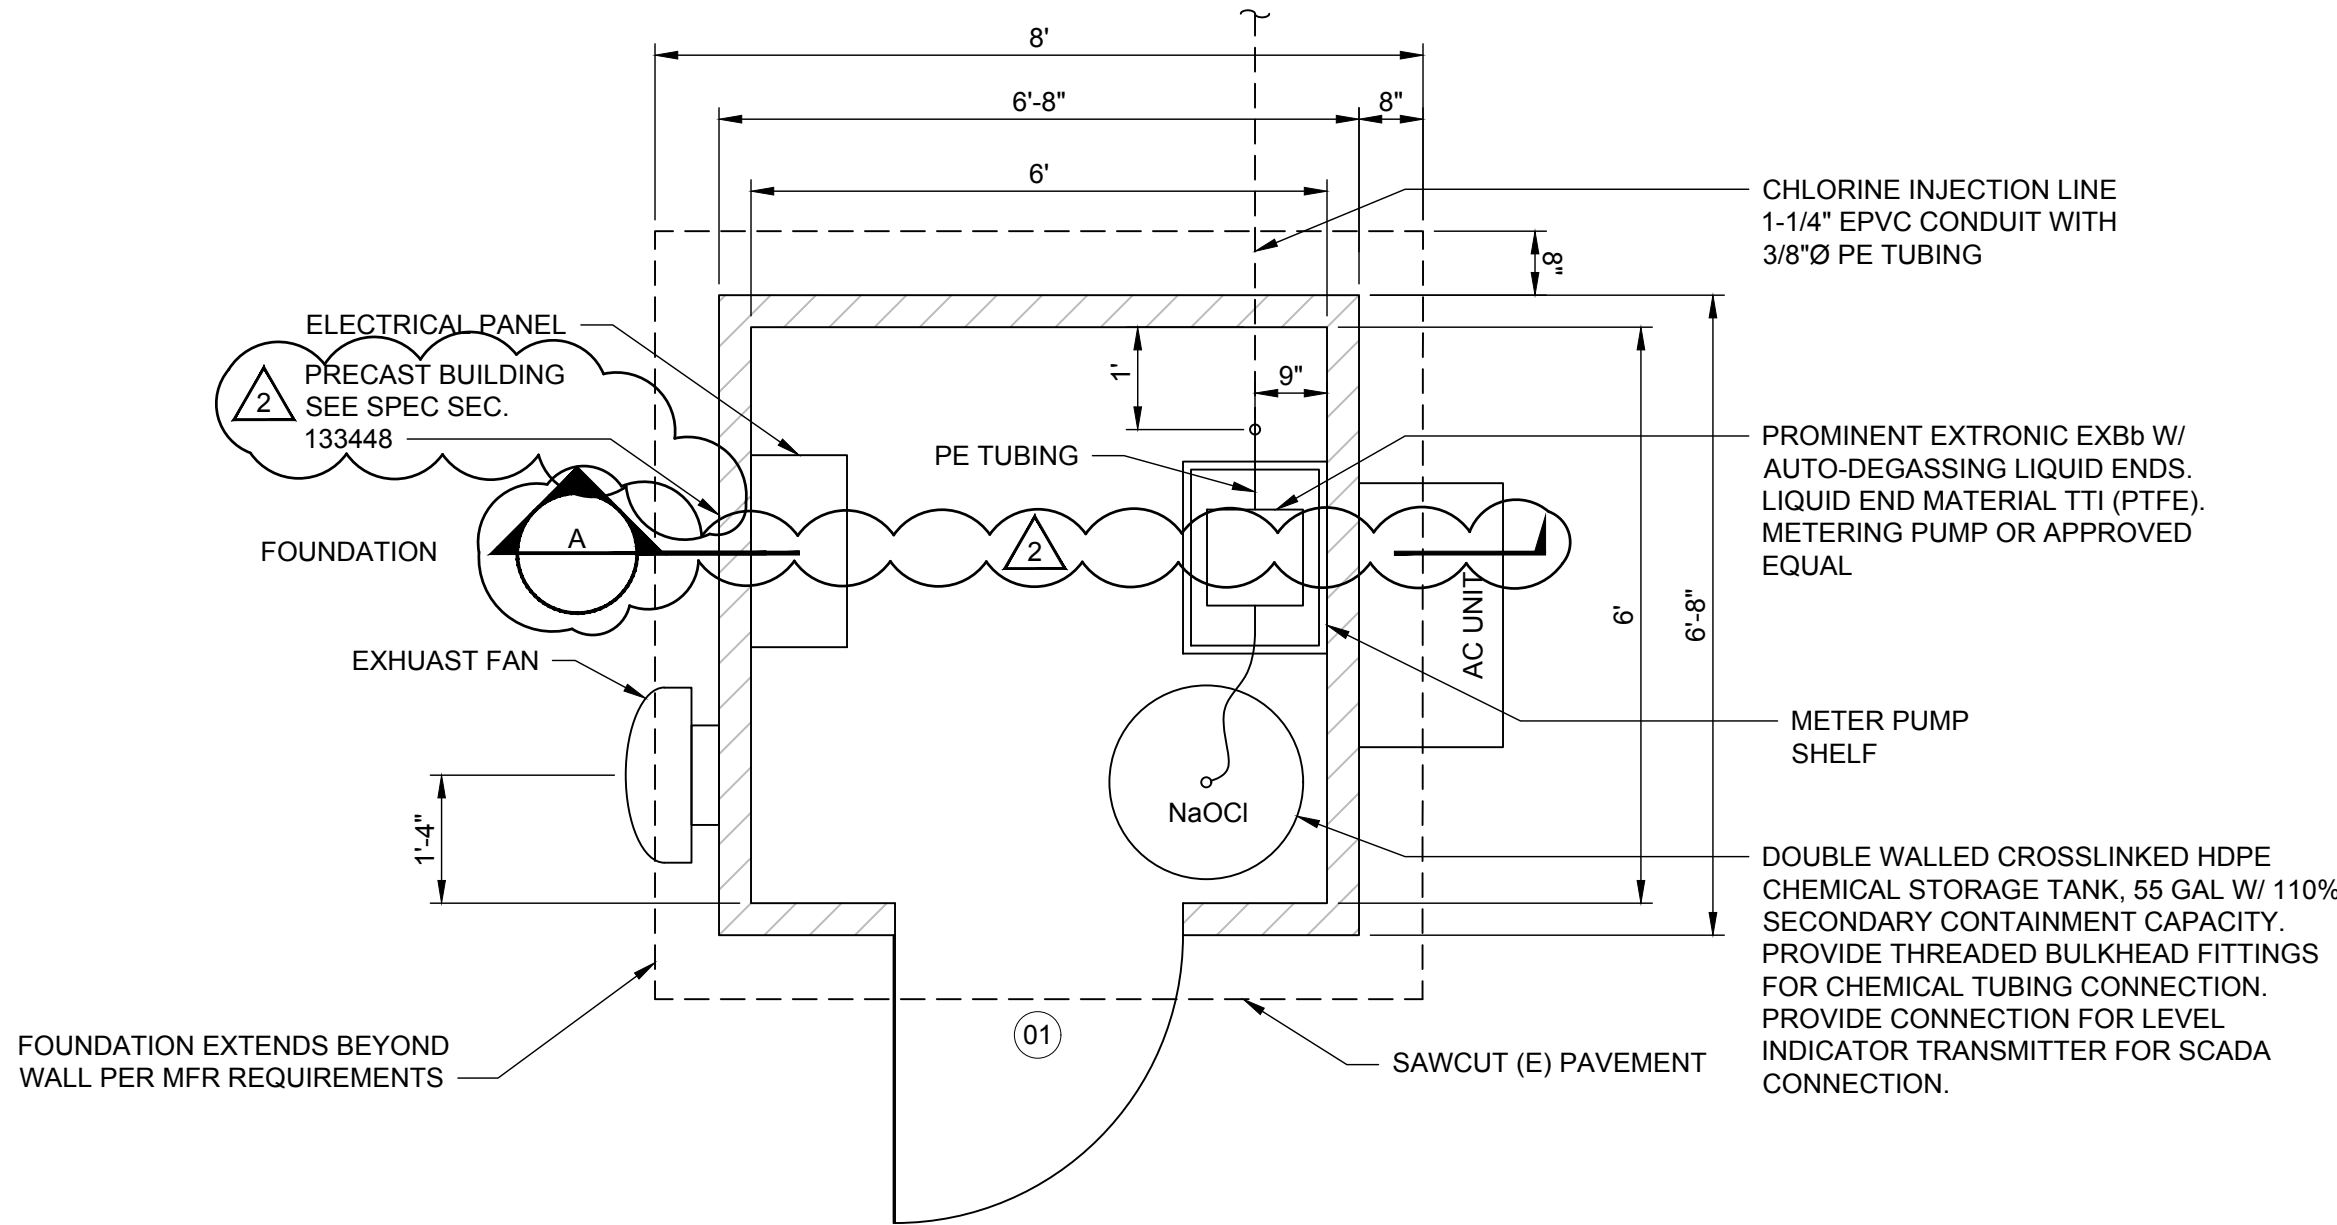 8'
6'-8"
8"
6'
CHLORINE INJECTION LINE
1-1/4" EPVC CONDUIT WITH
3/8"Ø PE TUBING
8"
ELECTRICAL PANEL
2
PRECAST BUILDING
SEE SPEC SEC.
133448
1'
9"
PE TUBING
PROMINENT EXTRONIC EXBb W/
AUTO-DEGASSING LIQUID ENDS.
LIQUID END MATERIAL TTI (PTFE).
METERING PUMP OR APPROVED
EQUAL
FOUNDATION
A
2
AC UNIT
6'
6'-8"
EXHUAST FAN
METER PUMP
SHELF
1'-4"
NaOCl
DOUBLE WALLED CROSSLINKED HDPE
CHEMICAL STORAGE TANK, 55 GAL W/ 110%
SECONDARY CONTAINMENT CAPACITY.
PROVIDE THREADED BULKHEAD FITTINGS
FOR CHEMICAL TUBING CONNECTION.
PROVIDE CONNECTION FOR LEVEL
INDICATOR TRANSMITTER FOR SCADA
CONNECTION.
01
FOUNDATION EXTENDS BEYOND
WALL PER MFR REQUIREMENTS
SAWCUT (E) PAVEMENT